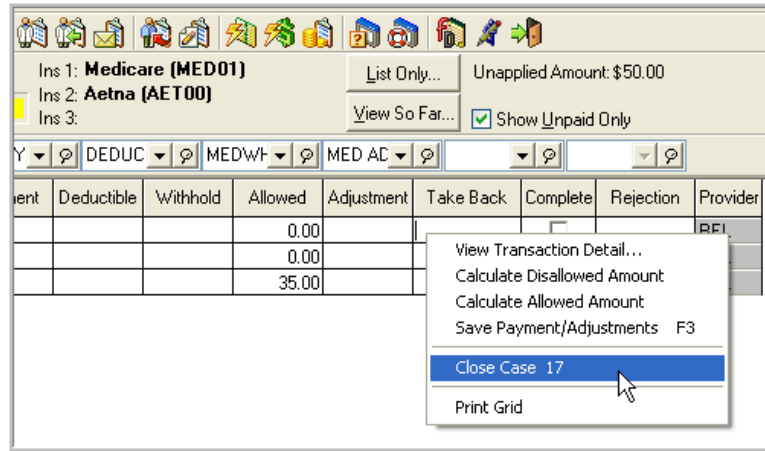 Ins 1: Medicare (MED01) List Only... Unapplied Amount: $50.00
Ins 2: Aetna (AET00)
Ins 3: View So Far... Show Unpaid Only
Y DEDUC MEDWH MED AD
ment Deductible Withhold Allowed Adjustment Take Back Complete Rejection Provider
0.00 BEL
0.00
35.00
View Transaction Detail...
Calculate Disallowed Amount
Calculate Allowed Amount
Save Payment/Adjustments F3
Close Case 17
Print Grid